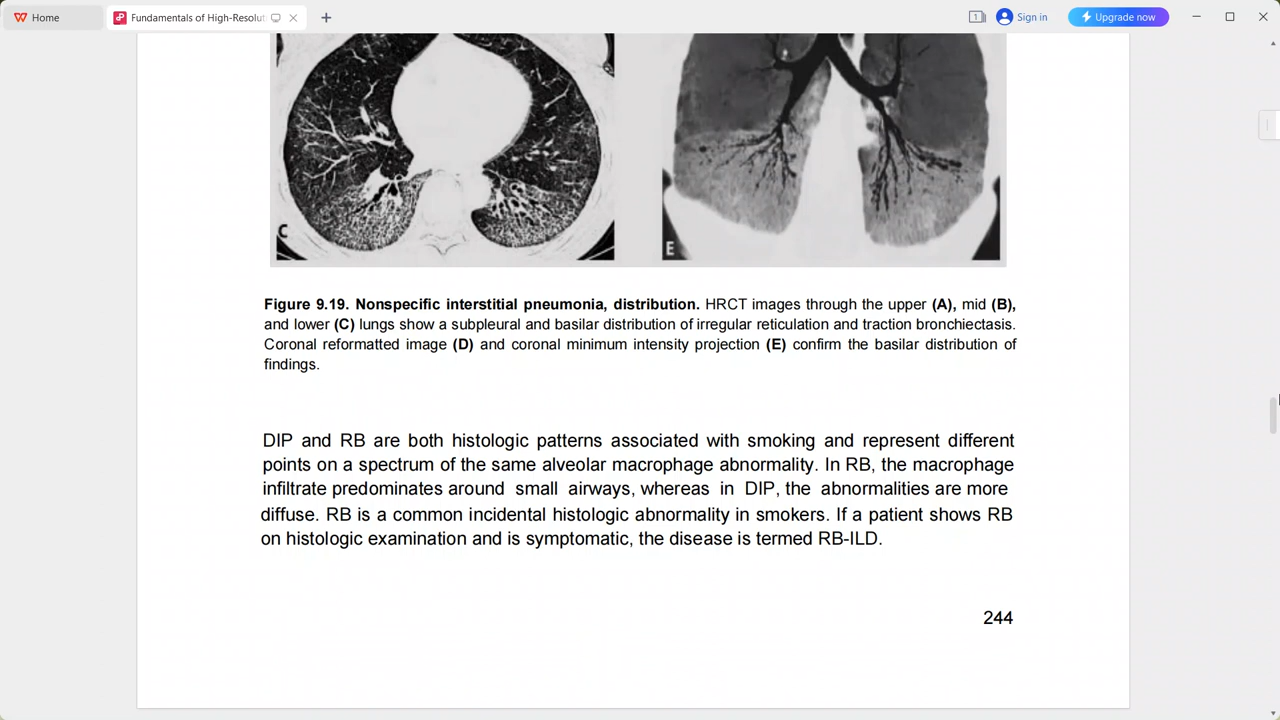 Home
Fundamentals of High-Resolut
1
Sign in
Upgrade now
C
E
Figure 9.19. Nonspecific interstitial pneumonia, distribution. HRCT images through the upper (A), mid (B),
and lower (C) lungs show a subpleural and basilar distribution of irregular reticulation and traction bronchiectasis.
Coronal reformatted image (D) and coronal minimum intensity projection (E) confirm the basilar distribution of
findings.
DIP and RB are both histologic patterns associated with smoking and represent different
points on a spectrum of the same alveolar macrophage abnormality. In RB, the macrophage
infiltrate predominates around small airways, whereas in DIP, the abnormalities are more
diffuse. RB is a common incidental histologic abnormality in smokers. If a patient shows RB
on histologic examination and is symptomatic, the disease is termed RB-ILD.
244